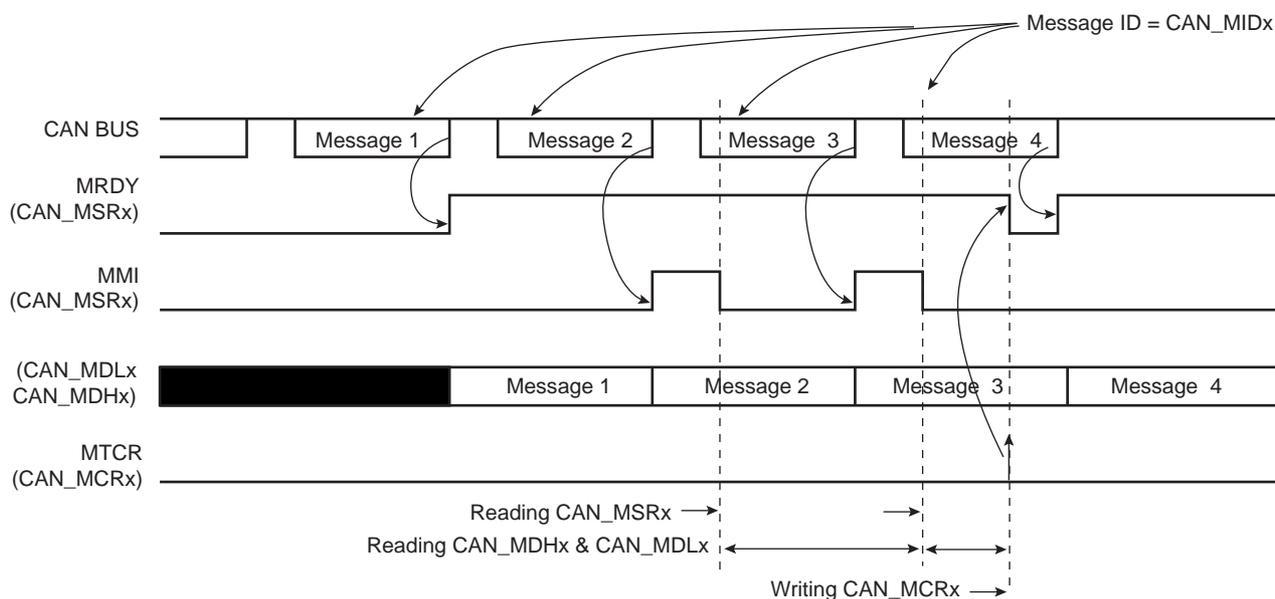 Message ID = CAN_MIDx
CAN BUS
Message 1
Message 2
Message 3
Message 4
MRDY
(CAN_MSRx)
MMI
(CAN_MSRx)
(CAN_MDLx
CAN_MDHx)
Message 1
Message 2
Message 3
Message 4
MTCR
(CAN_MCRx)
Reading CAN_MSRx
Reading CAN_MDHx & CAN_MDLx
Writing CAN_MCRx